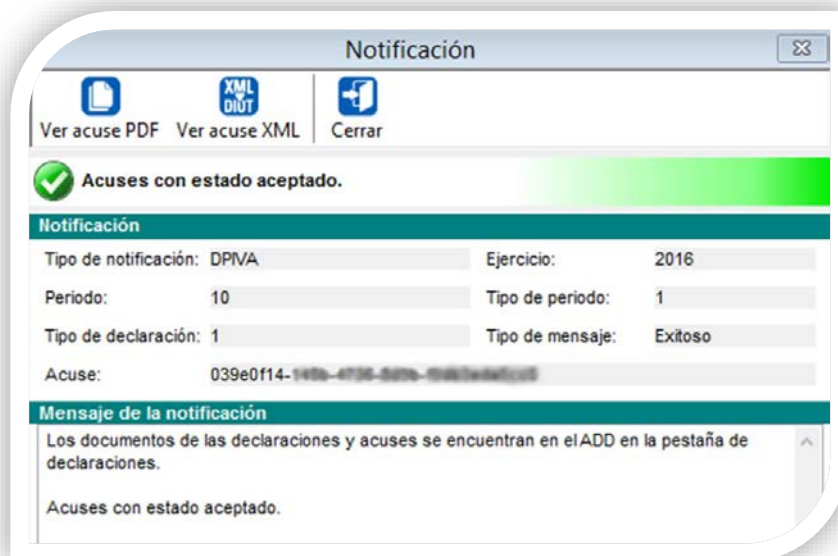 Notificación
XML
DIOT
Ver acuse PDF Ver acuse XML Cerrar
Acuses con estado aceptado.
Notificación
Tipo de notificación: DPIVA Ejercicio: 2016
Periodo: 10 Tipo de periodo: 1
Tipo de declaración: 1 Tipo de mensaje: Exitoso
Acuse: 039e0f14-
Mensaje de la notificación
Los documentos de las declaraciones y acuses se encuentran en el ADD en la pestaña de
declaraciones.
Acuses con estado aceptado.